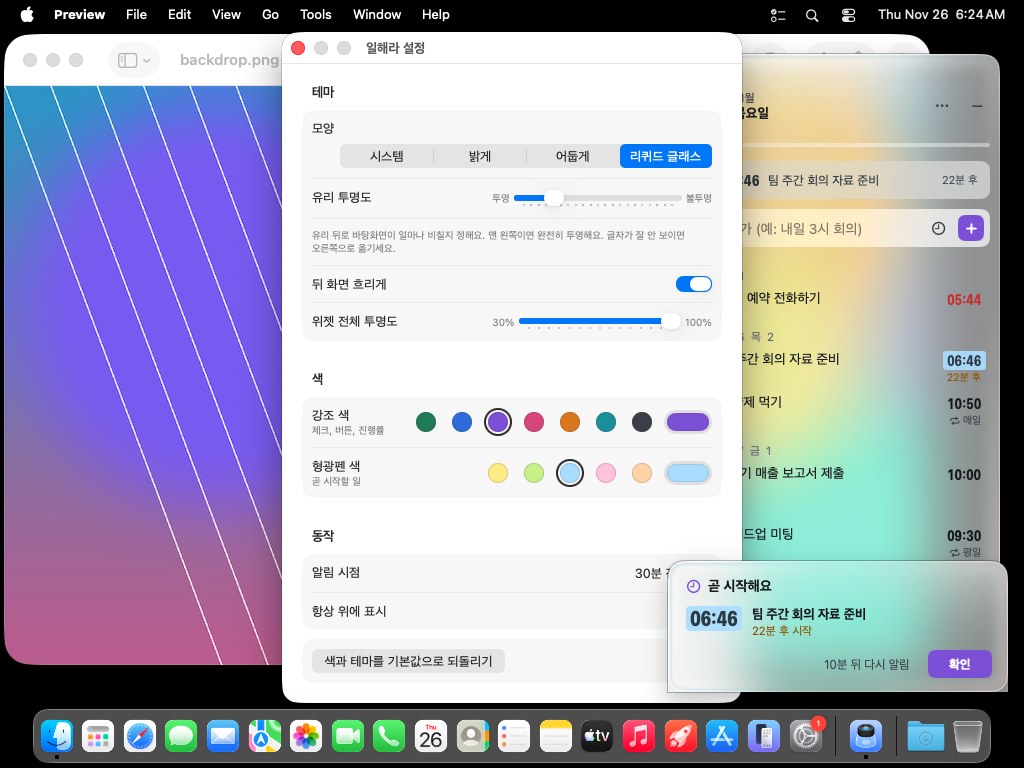 Preview File Edit View Go Tools Window Help Thu Nov 26 6:24 AM
backdrop.png
일해라 설정
테마
모양
시스템 밝게 어둡게 리퀴드 글래스
유리 투명도 투명 불투명
유리 뒤로 바탕화면이 얼마나 비칠지 정해요. 맨 왼쪽이면 완전히 투명해요. 글자가 잘 안 보이면
오른쪽으로 옮기세요.
뒤 화면 흐리게
위젯 전체 투명도 30% 100%
색
강조 색
체크, 버튼, 진행률
형광펜 색
곧 시작할 일
동작
알림 시점 30분
항상 위에 표시
색과 테마를 기본값으로 되돌리기
월
요일
:46 팀 주간 회의 자료 준비 22분 후
가 (예: 내일 3시 회의)
예약 전화하기 05:44
목 2
주간 회의 자료 준비 06:46
22분 후
제 먹기 10:50
매일
금 1
기 매출 보고서 제출 10:00
드업 미팅 09:30
평일
곧 시작해요
06:46 팀 주간 회의 자료 준비
22분 후 시작
10분 뒤 다시 알림 확인
Thu
26
tv
1